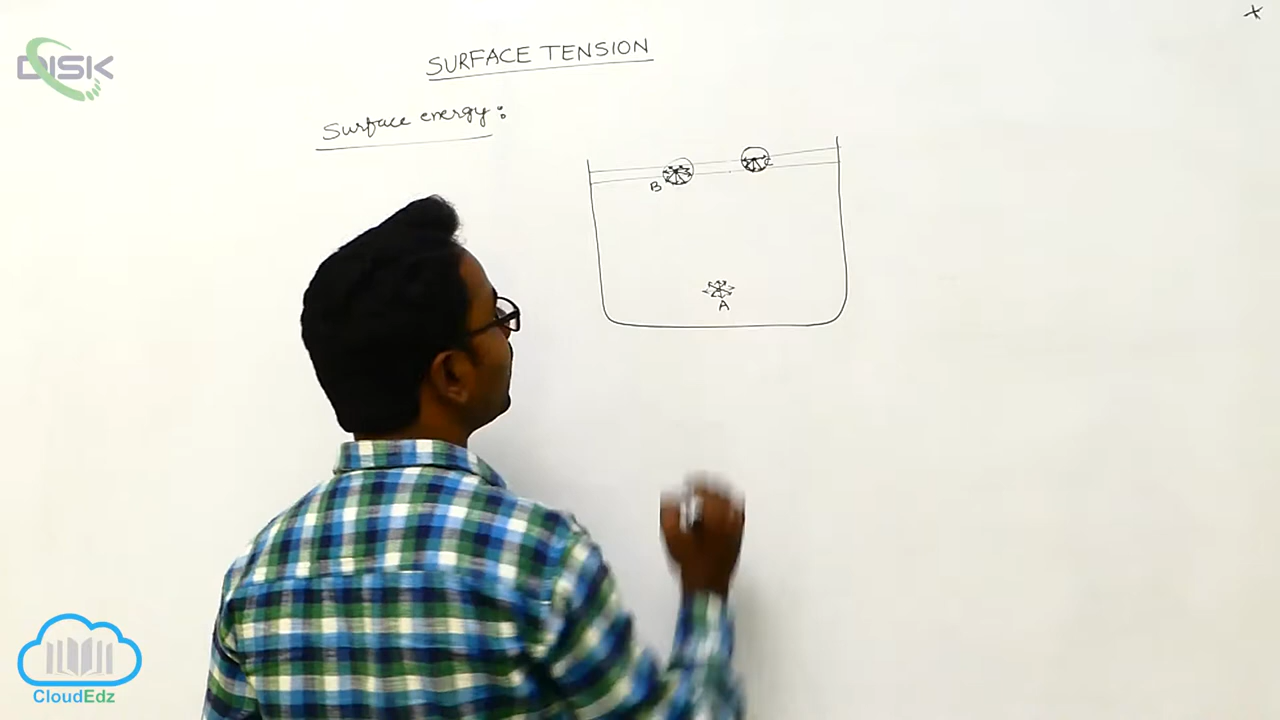 DISK
SURFACE TENSION
Surface energy:
B
C
A
CloudEdz